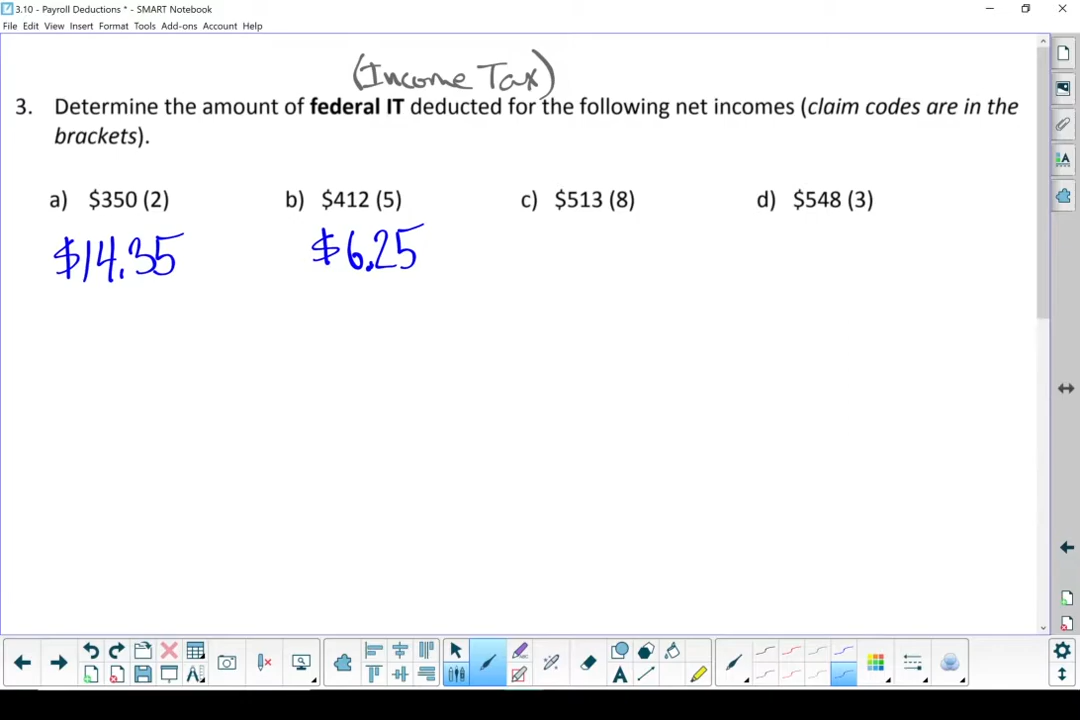 3.10 - Payroll Deductions * - SMART Notebook
File Edit View Insert Format Tools Add-ons Account Help
(Income Tax)
3. Determine the amount of federal IT deducted for the following net incomes (claim codes are in the
brackets).
a) $350 (2) b) $412 (5) c) $513 (8) d) $548 (3)
$14.35 $6.25